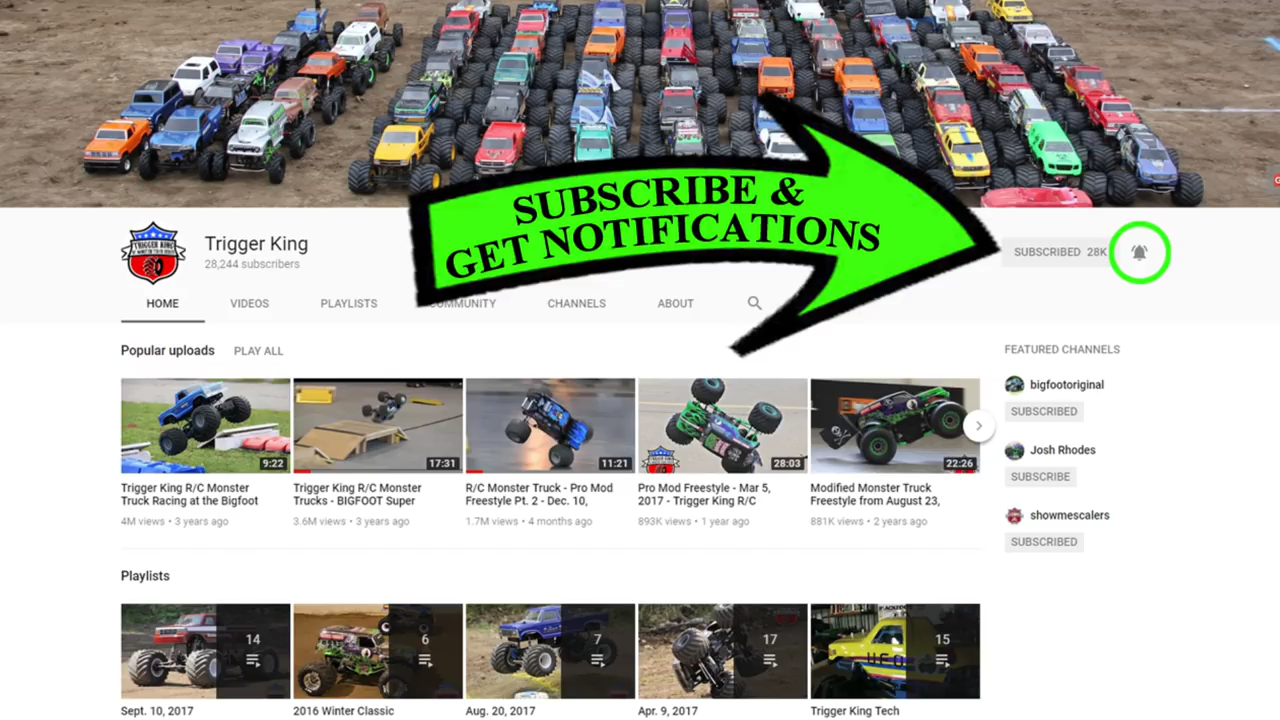 SUBSCRIBE &
GET NOTIFICATIONS
TRIGGER KING
Trigger King
28,244 subscribers
SUBSCRIBED 28K
HOME VIDEOS PLAYLISTS COMMUNITY CHANNELS ABOUT
Popular uploads PLAY ALL
9:22 17:31 11:21 28:03 22:26
Trigger King R/C Monster
Truck Racing at the Bigfoot
4M views • 3 years ago
Trigger King R/C Monster
Trucks - BIGFOOT Super
3.6M views • 3 years ago
R/C Monster Truck - Pro Mod
Freestyle Pt. 2 - Dec. 10,
1.7M views • 4 months ago
Pro Mod Freestyle - Mar 5,
2017 - Trigger King R/C
893K views • 1 year ago
Modified Monster Truck
Freestyle from August 23,
881K views • 2 years ago
FEATURED CHANNELS
bigfootoriginal
SUBSCRIBED
Josh Rhodes
SUBSCRIBE
showmescalers
SUBSCRIBED
Playlists
14 6 7 17 15
UFO
Sept. 10, 2017
2016 Winter Classic
Aug. 20, 2017
Apr. 9, 2017
Trigger King Tech